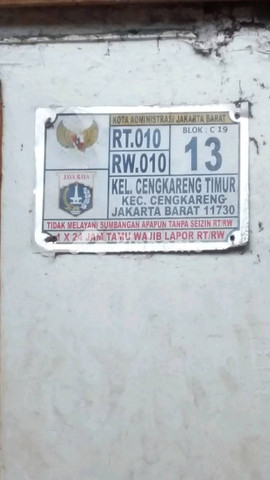 KOTA ADMINISTRASI JAKARTA BARAT
RT.010
BLOK : C 19
RW.010
13
JAYA RAYA
KEL. CENGKARENG TIMUR
KEC. CENGKARENG
JAKARTA BARAT 11730
TIDAK MELAYANI SUMBANGAN APAPUN TANPA SEIZIN RT/RW
1 X 24 JAM TAMU WAJIB LAPOR RT/RW